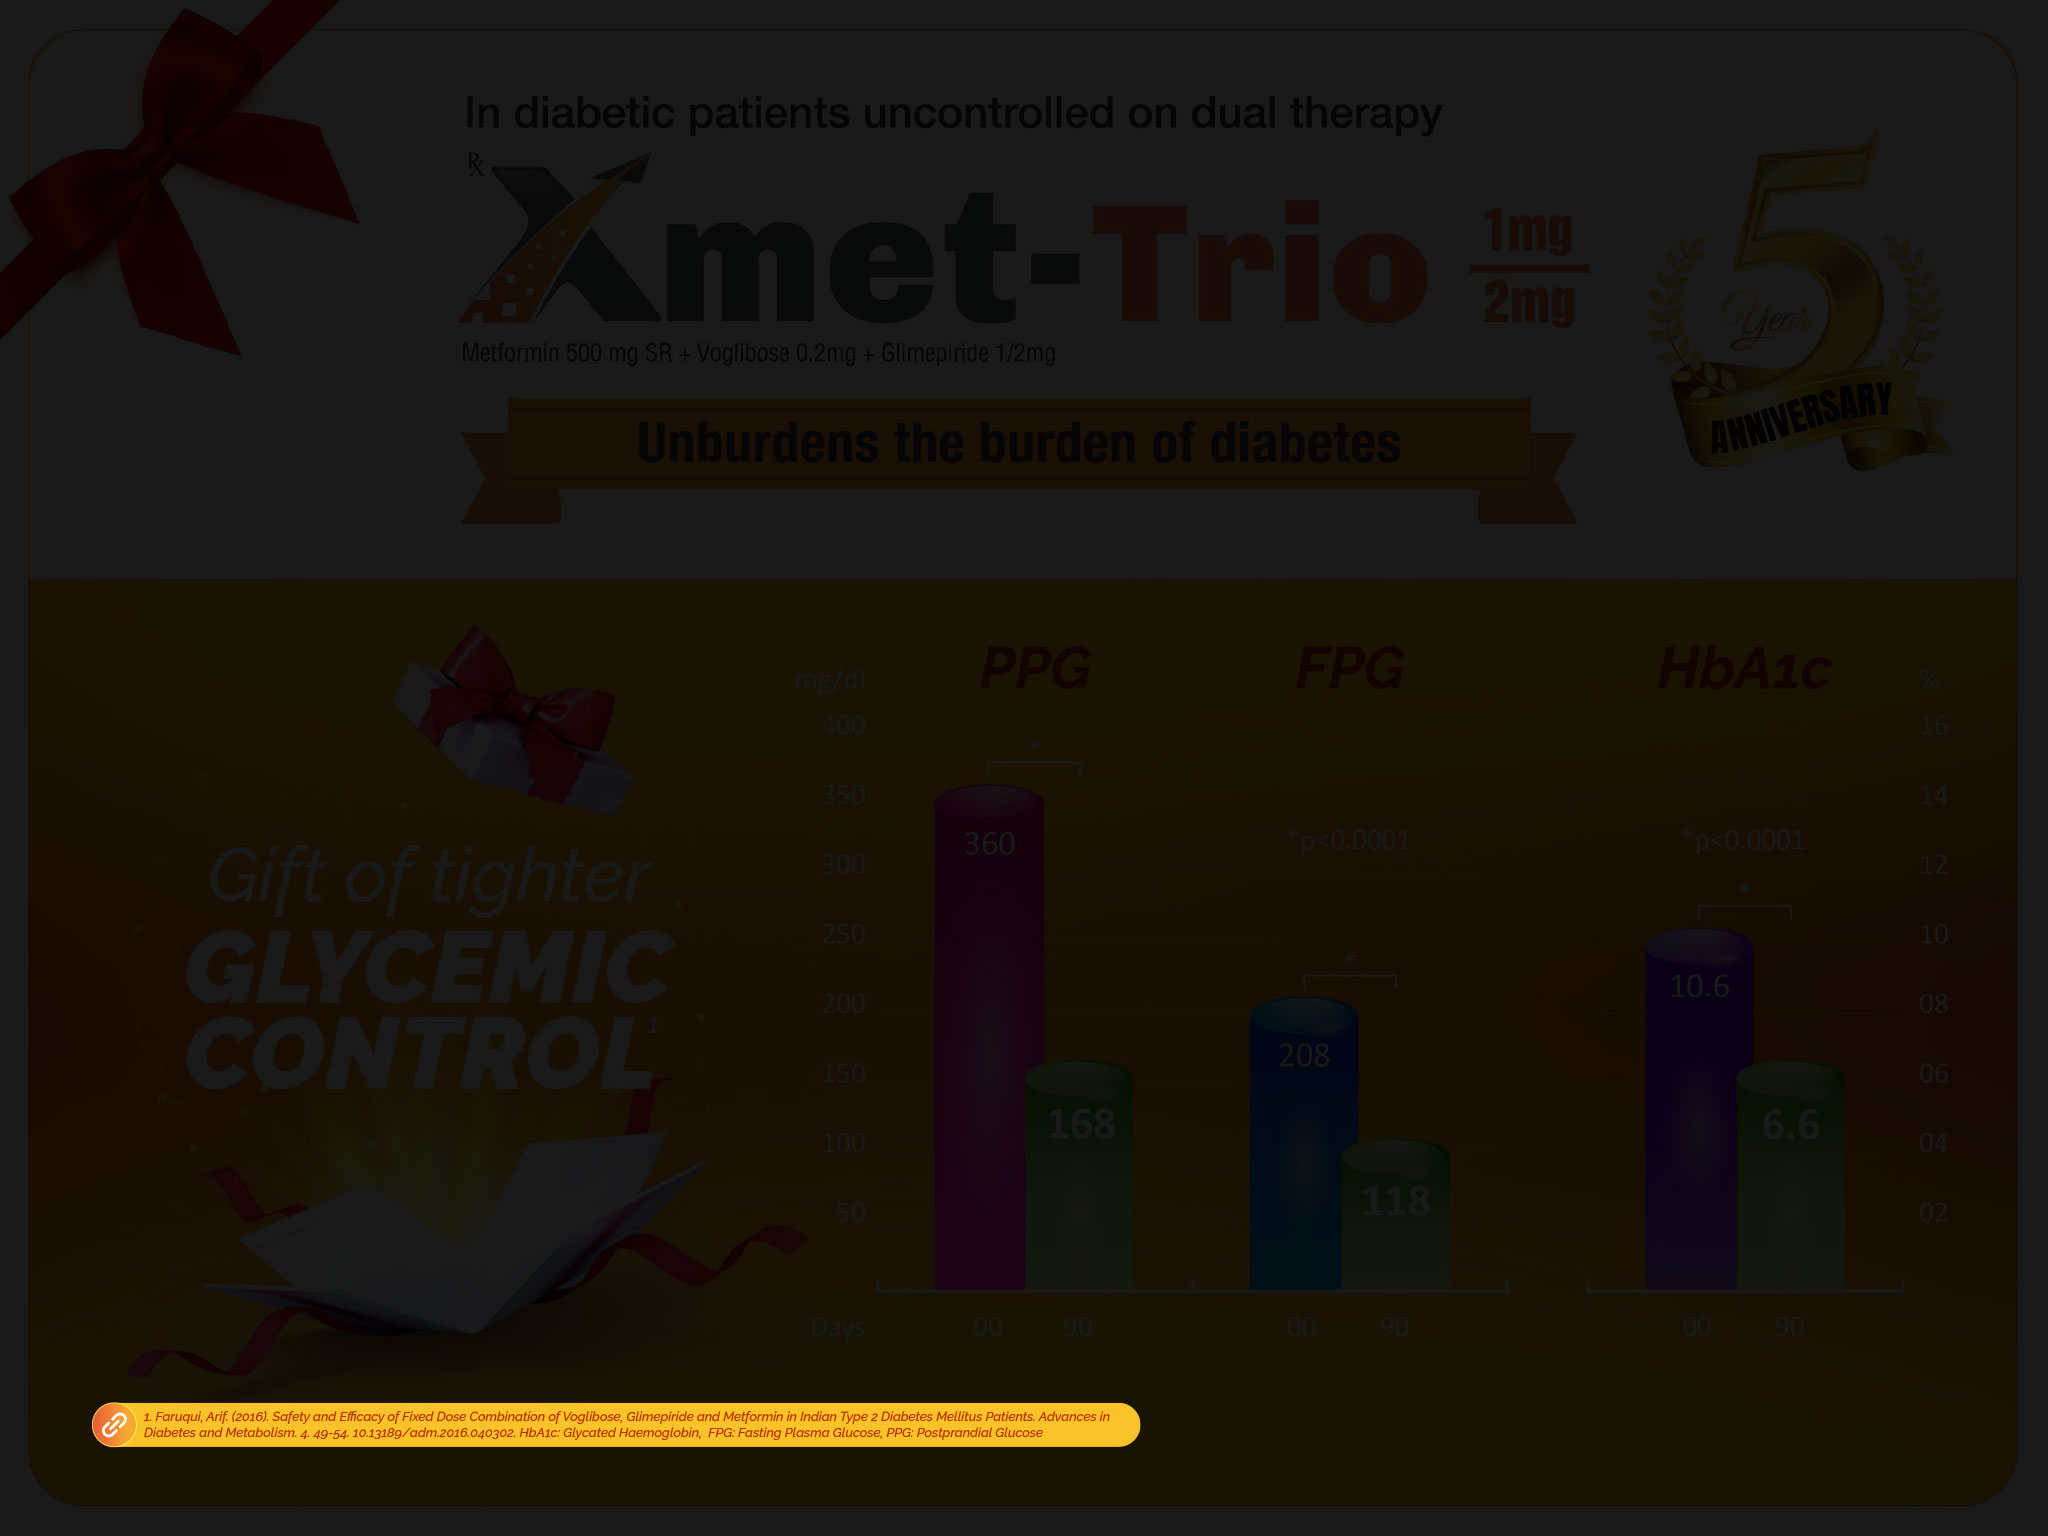 In diabetic patients uncontrolled on dual therapy
Rx
Xmet-Trio 1mg/2mg
Metformin 500 mg SR + Voglibose 0.2mg + Glimepiride 1/2mg
5 Year
ANNIVERSARY
Unburdens the burden of diabetes
Gift of tighter
GLYCEMIC
CONTROL¹
mg/dl PPG FPG HbA1c %
400 16
*
350 14
360 *p<0.0001 *p<0.0001
300 12
*
250 10
* 10.6
200 08
208
150 06
168 6.6
100 04
118
50 02
Days 00 90 00 90 00 90
1. Faruqui, Arif. (2016). Safety and Efficacy of Fixed Dose Combination of Voglibose, Glimepiride and Metformin in Indian Type 2 Diabetes Mellitus Patients. Advances in
Diabetes and Metabolism. 4. 49-54. 10.13189/adm.2016.040302. HbA1c: Glycated Haemoglobin, FPG: Fasting Plasma Glucose, PPG: Postprandial Glucose